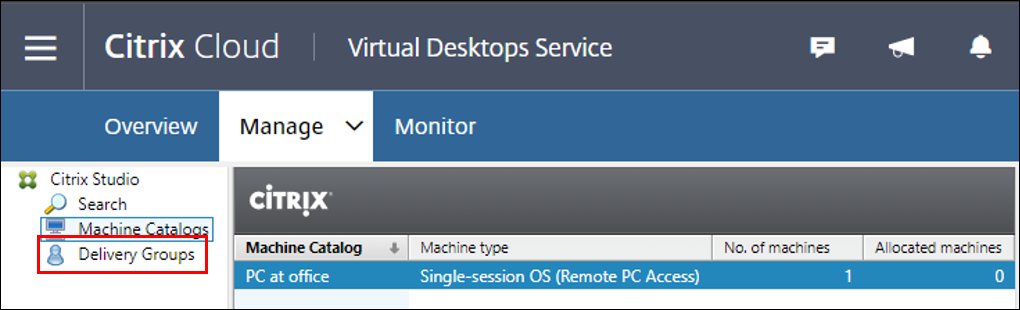 Citrix Cloud Virtual Desktops Service
Overview Manage Monitor
Citrix Studio
Search
Machine Catalogs
Delivery Groups
CITRIX
Machine Catalog Machine type No. of machines Allocated machines
PC at office Single-session OS (Remote PC Access) 1 0